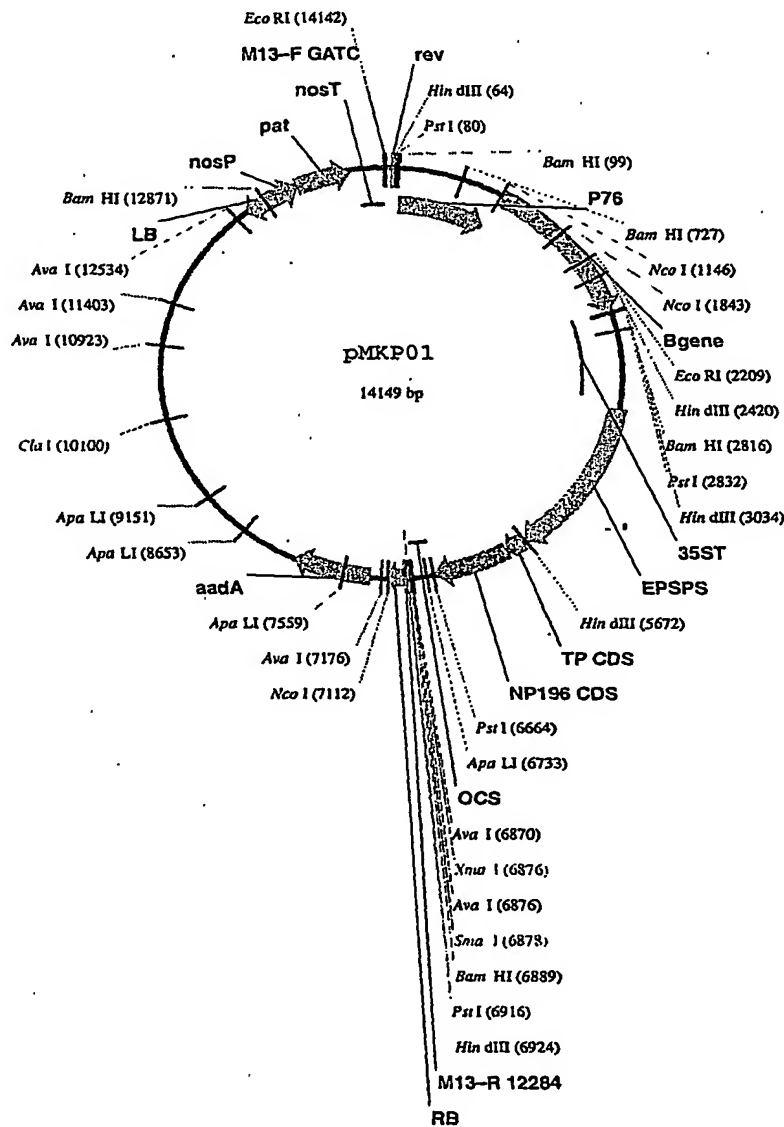 Eco RI (14142)
M13-F GATC
rev
nosT
Hin dIII (64)
pat
Pst I (80)
nosP
Bam HI (99)
Bam HI (12871)
P76
LB
Bam HI (727)
Ava I (12534)
Nco I (1146)
Ava I (11403)
Nco I (1843)
Ava I (10923)
Bgene
pMKP01
14149 bp
Eco RI (2209)
Hin dIII (2420)
Cla I (10100)
Bam HI (2816)
Pst I (2832)
Apa LI (9151)
Hin dIII (3034)
Apa LI (8653)
35ST
EPSPS
aadA
Apa LI (7559)
Hin dIII (5672)
Ava I (7176)
TP CDS
Nco I (7112)
NP196 CDS
Pst I (6664)
Apa LI (6733)
OCS
Ava I (6870)
Xma I (6876)
Ava I (6876)
Sma I (6878)
Bam HI (6889)
Pst I (6916)
Hin dIII (6924)
M13-R 12284
RB